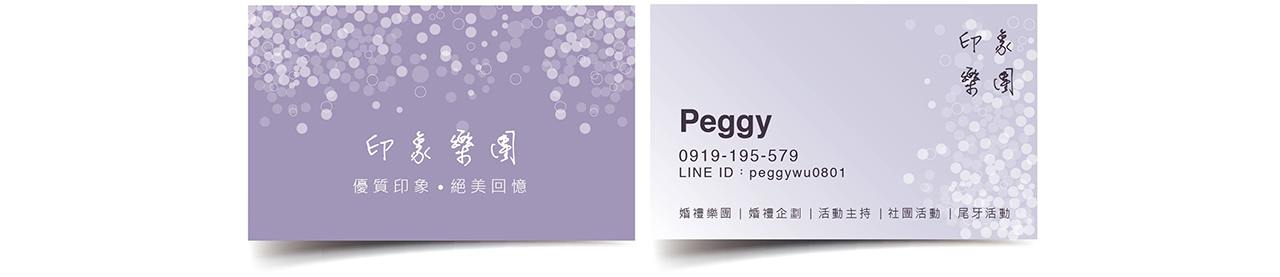 印象樂團
優質印象•絕美回憶
印象
樂團
Peggy
0919-195-579
LINE ID：peggywu0801
婚禮樂團 | 婚禮企劃 | 活動主持 | 社團活動 | 尾牙活動